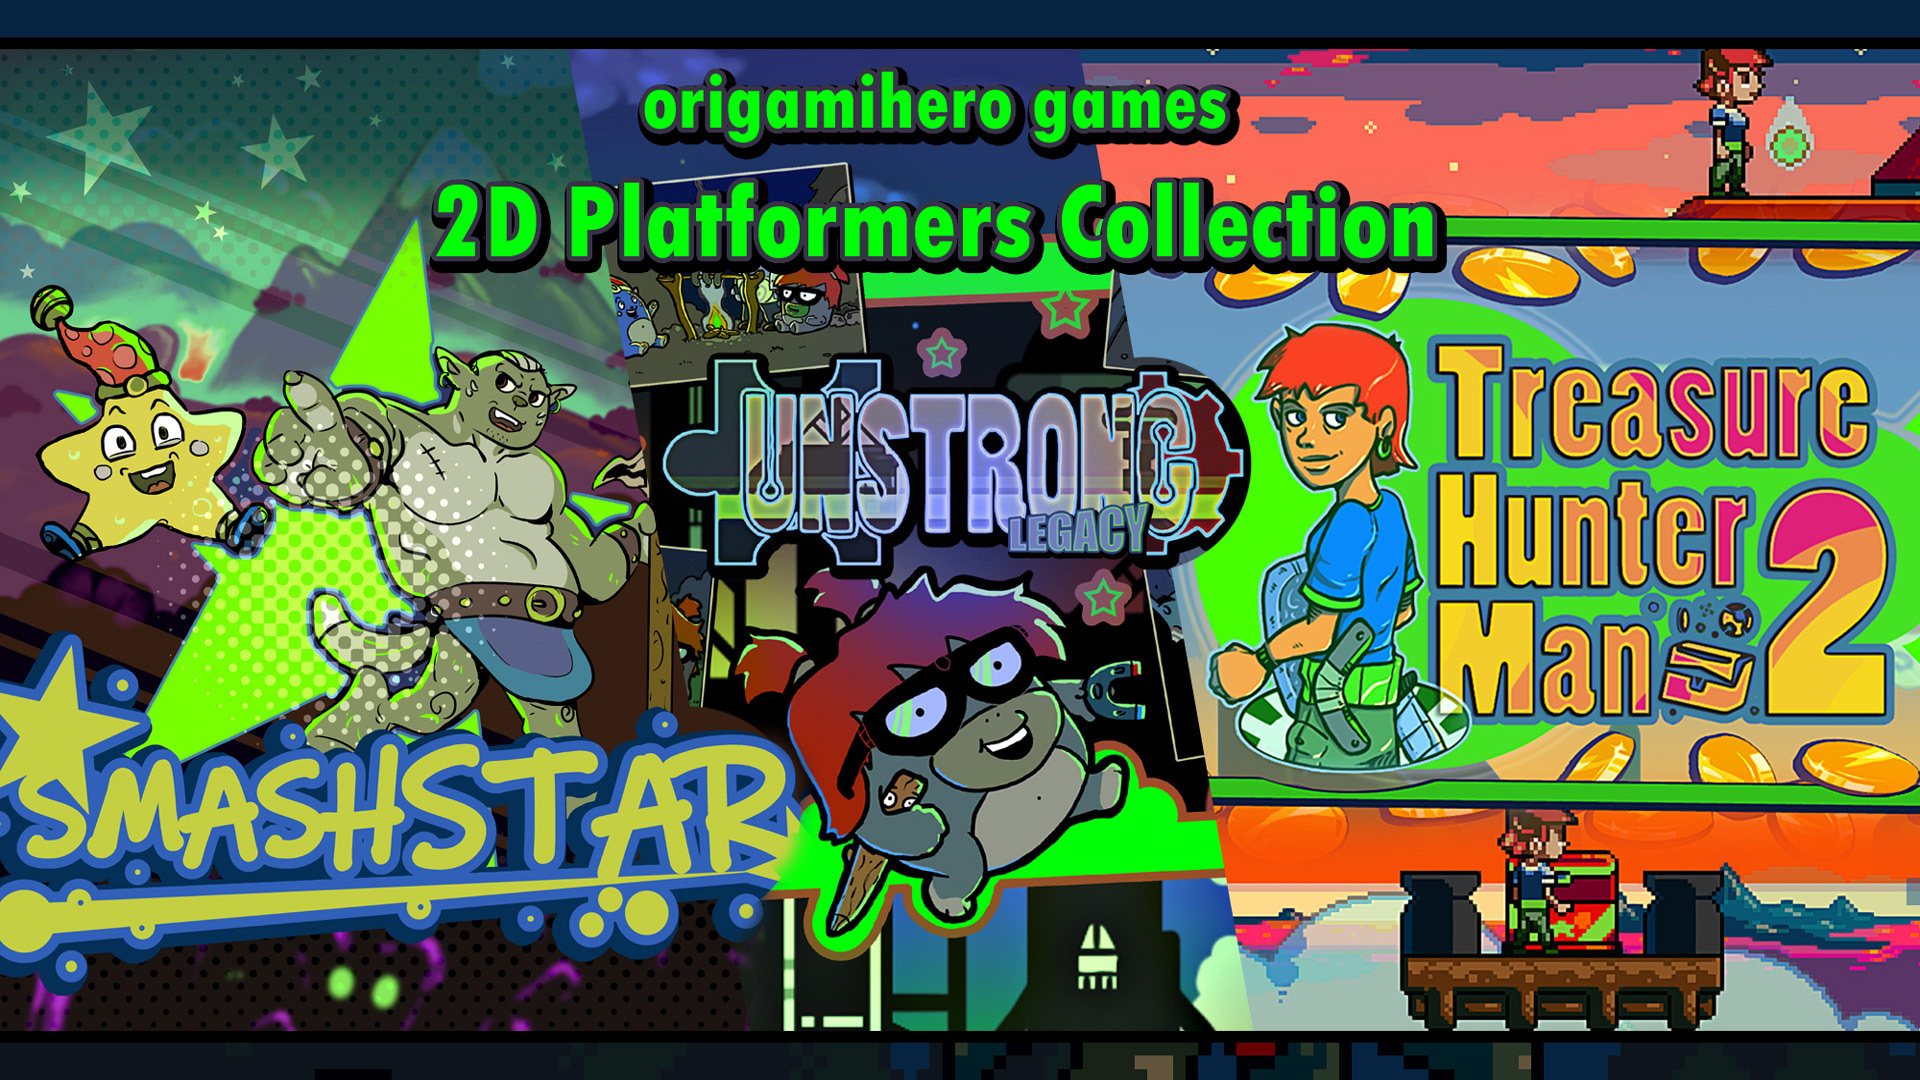 origamihero games
2D Platformers Collection
UNSTRONG
LEGACY
Treasure
Hunter
Man 2
SMASHSTAR